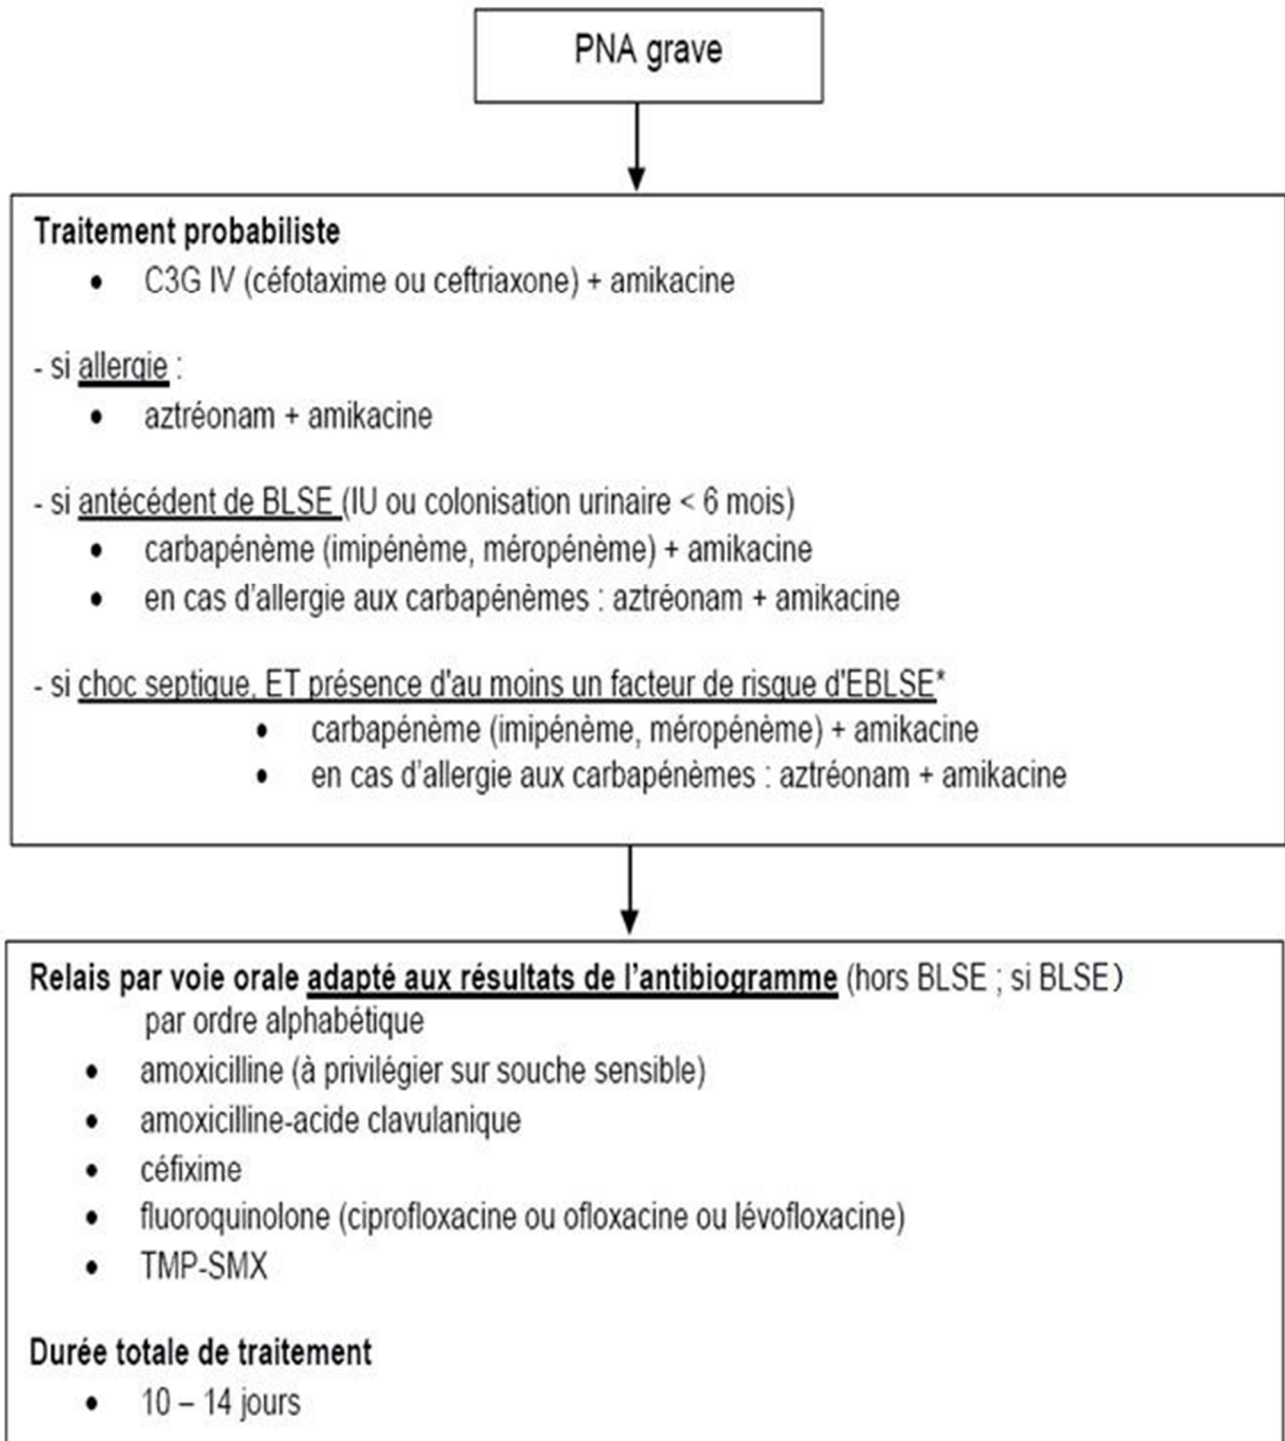 PNA grave
Traitement probabiliste
• C3G IV (céfotaxime ou ceftriaxone) + amikacine
- si allergie :
• aztréonam + amikacine
- si antécédent de BLSE (IU ou colonisation urinaire < 6 mois)
• carbapénème (imipénème, méropénème) + amikacine
• en cas d'allergie aux carbapénèmes : aztréonam + amikacine
- si choc septique, ET présence d'au moins un facteur de risque d'EBLSE*
• carbapénème (imipénème, méropénème) + amikacine
• en cas d'allergie aux carbapénèmes : aztréonam + amikacine
Relais par voie orale adapté aux résultats de l'antibiogramme (hors BLSE ; si BLSE)
par ordre alphabétique
• amoxicilline (à privilégier sur souche sensible)
• amoxicilline-acide clavulanique
• céfixime
• fluoroquinolone (ciprofloxacine ou ofloxacine ou lévofloxacine)
• TMP-SMX
Durée totale de traitement
• 10 – 14 jours